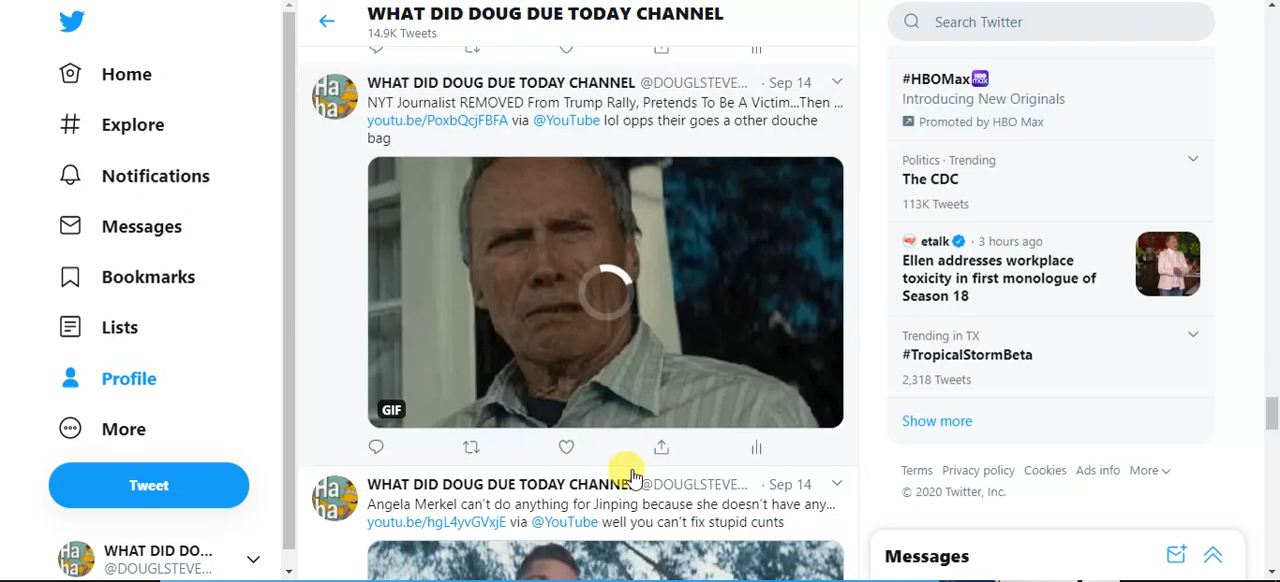 Home
Explore
Notifications
Messages
Bookmarks
Lists
Profile
More
Tweet
WHAT DID DO...
@DOUGLSTEVE...
WHAT DID DOUG DUE TODAY CHANNEL
14.9K Tweets
Ha
ha
WHAT DID DOUG DUE TODAY CHANNEL @DOUGLSTEVE... · Sep 14
NYT Journalist REMOVED From Trump Rally, Pretends To Be A Victim...Then ...
youtu.be/PoxbQcjFBFA via @YouTube lol opps their goes a other douche
bag
GIF
Ha
ha
WHAT DID DOUG DUE TODAY CHANNE @DOUGLSTEVE... · Sep 14
Angela Merkel can't do anything for Jinping because she doesn't have any...
youtu.be/hgL4yvGVxjE via @YouTube well you can't fix stupid cunts
Search Twitter
#HBOMax
Introducing New Originals
Promoted by HBO Max
Politics · Trending
The CDC
113K Tweets
etalk · 3 hours ago
Ellen addresses workplace
toxicity in first monologue of
Season 18
Trending in TX
#TropicalStormBeta
2,318 Tweets
Show more
Terms Privacy policy Cookies Ads info More
© 2020 Twitter, Inc.
Messages